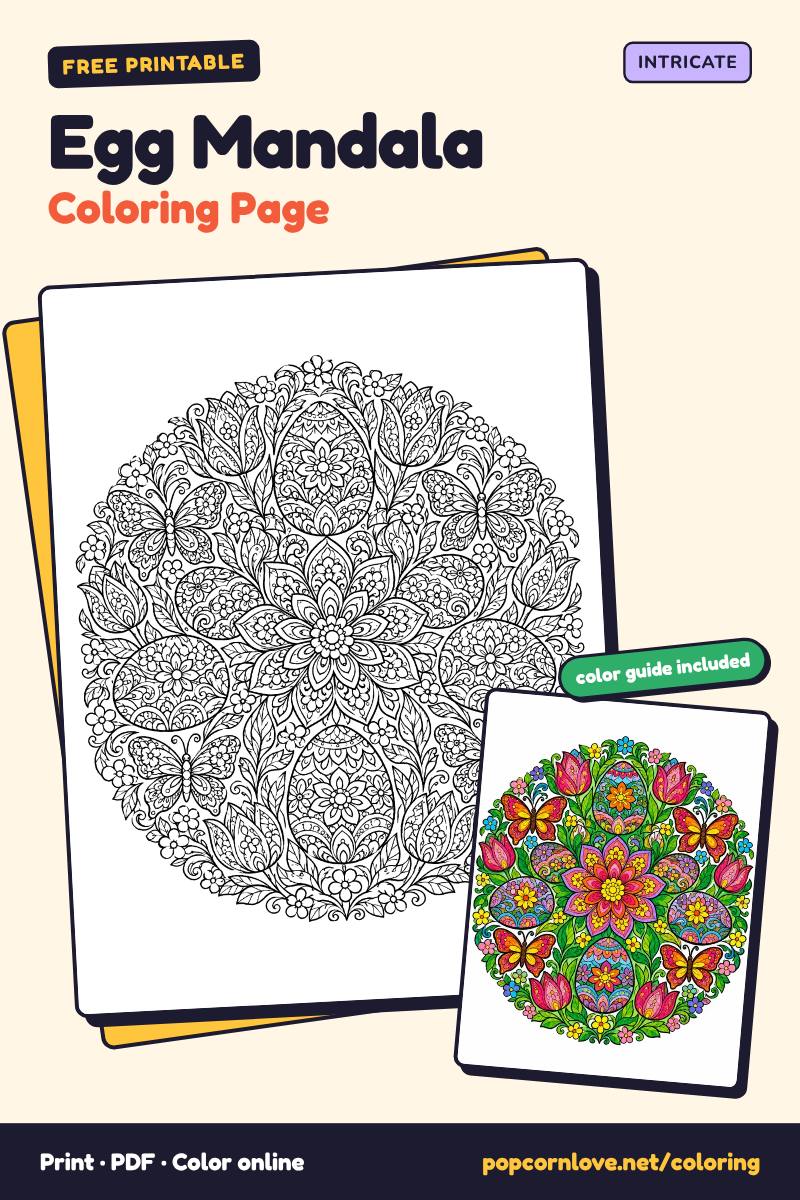 FREE PRINTABLE
INTRICATE
Egg Mandala
Coloring Page
color guide included
Print · PDF · Color online
popcornlove.net/coloring